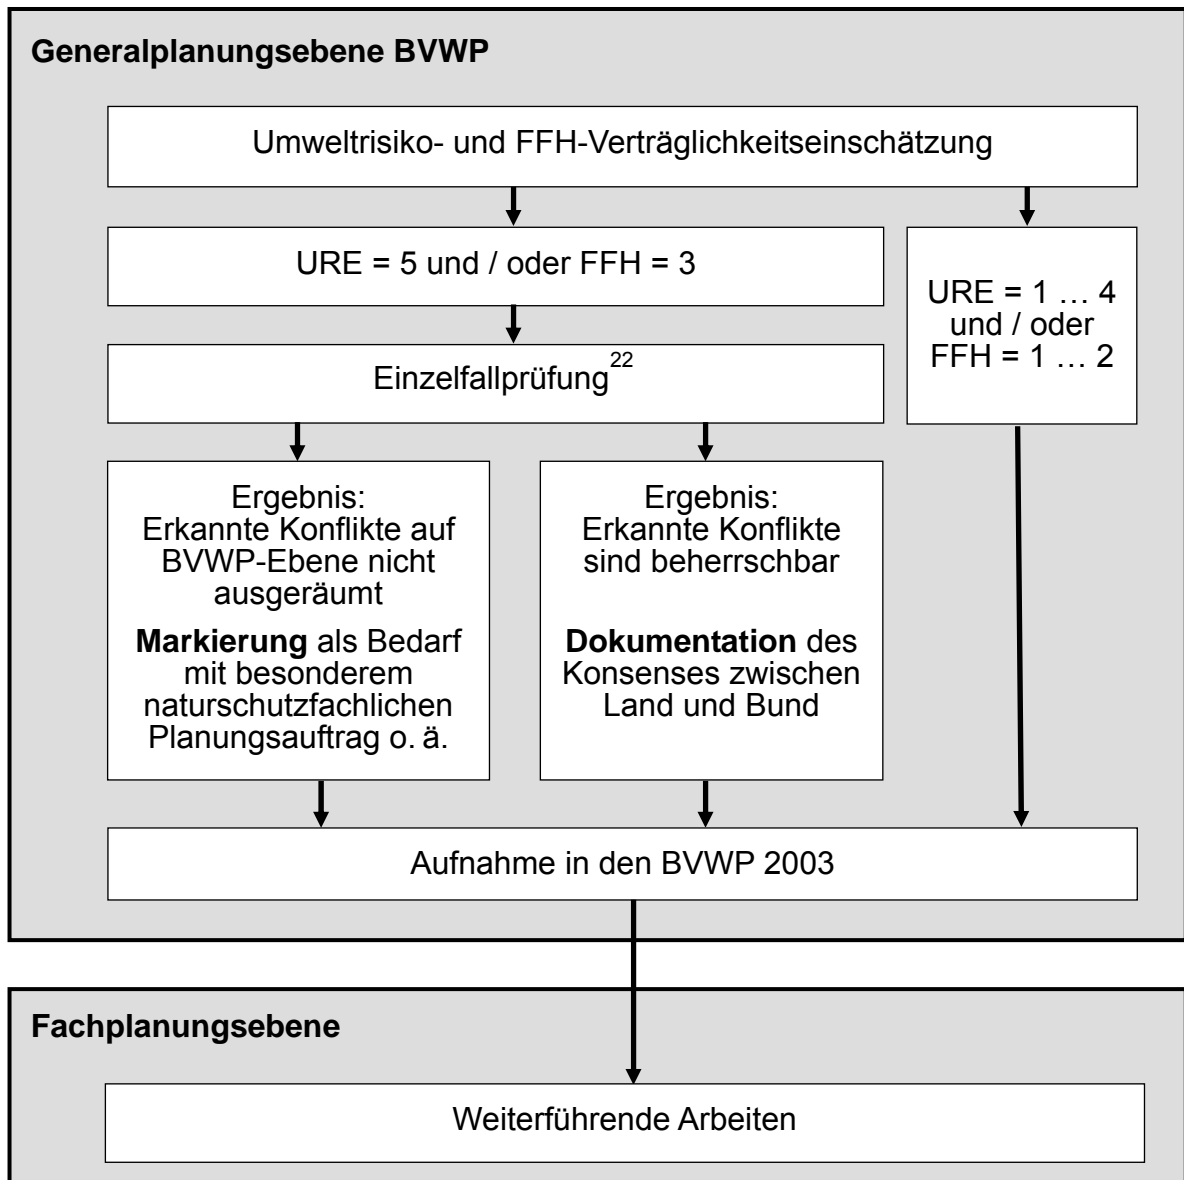 Generalplanungsebene BVWP
Umweltrisiko- und FFH-Verträglichkeitseinschätzung
URE = 5 und / oder FFH = 3
URE = 1 … 4
und / oder
FFH = 1 … 2
Einzelfallprüfung22
Ergebnis:
Erkannte Konflikte auf
BVWP-Ebene nicht
ausgeräumt
Markierung als Bedarf
mit besonderem
naturschutzfachlichen
Planungsauftrag o. ä.
Ergebnis:
Erkannte Konflikte
sind beherrschbar
Dokumentation des
Konsenses zwischen
Land und Bund
Aufnahme in den BVWP 2003
Fachplanungsebene
Weiterführende Arbeiten